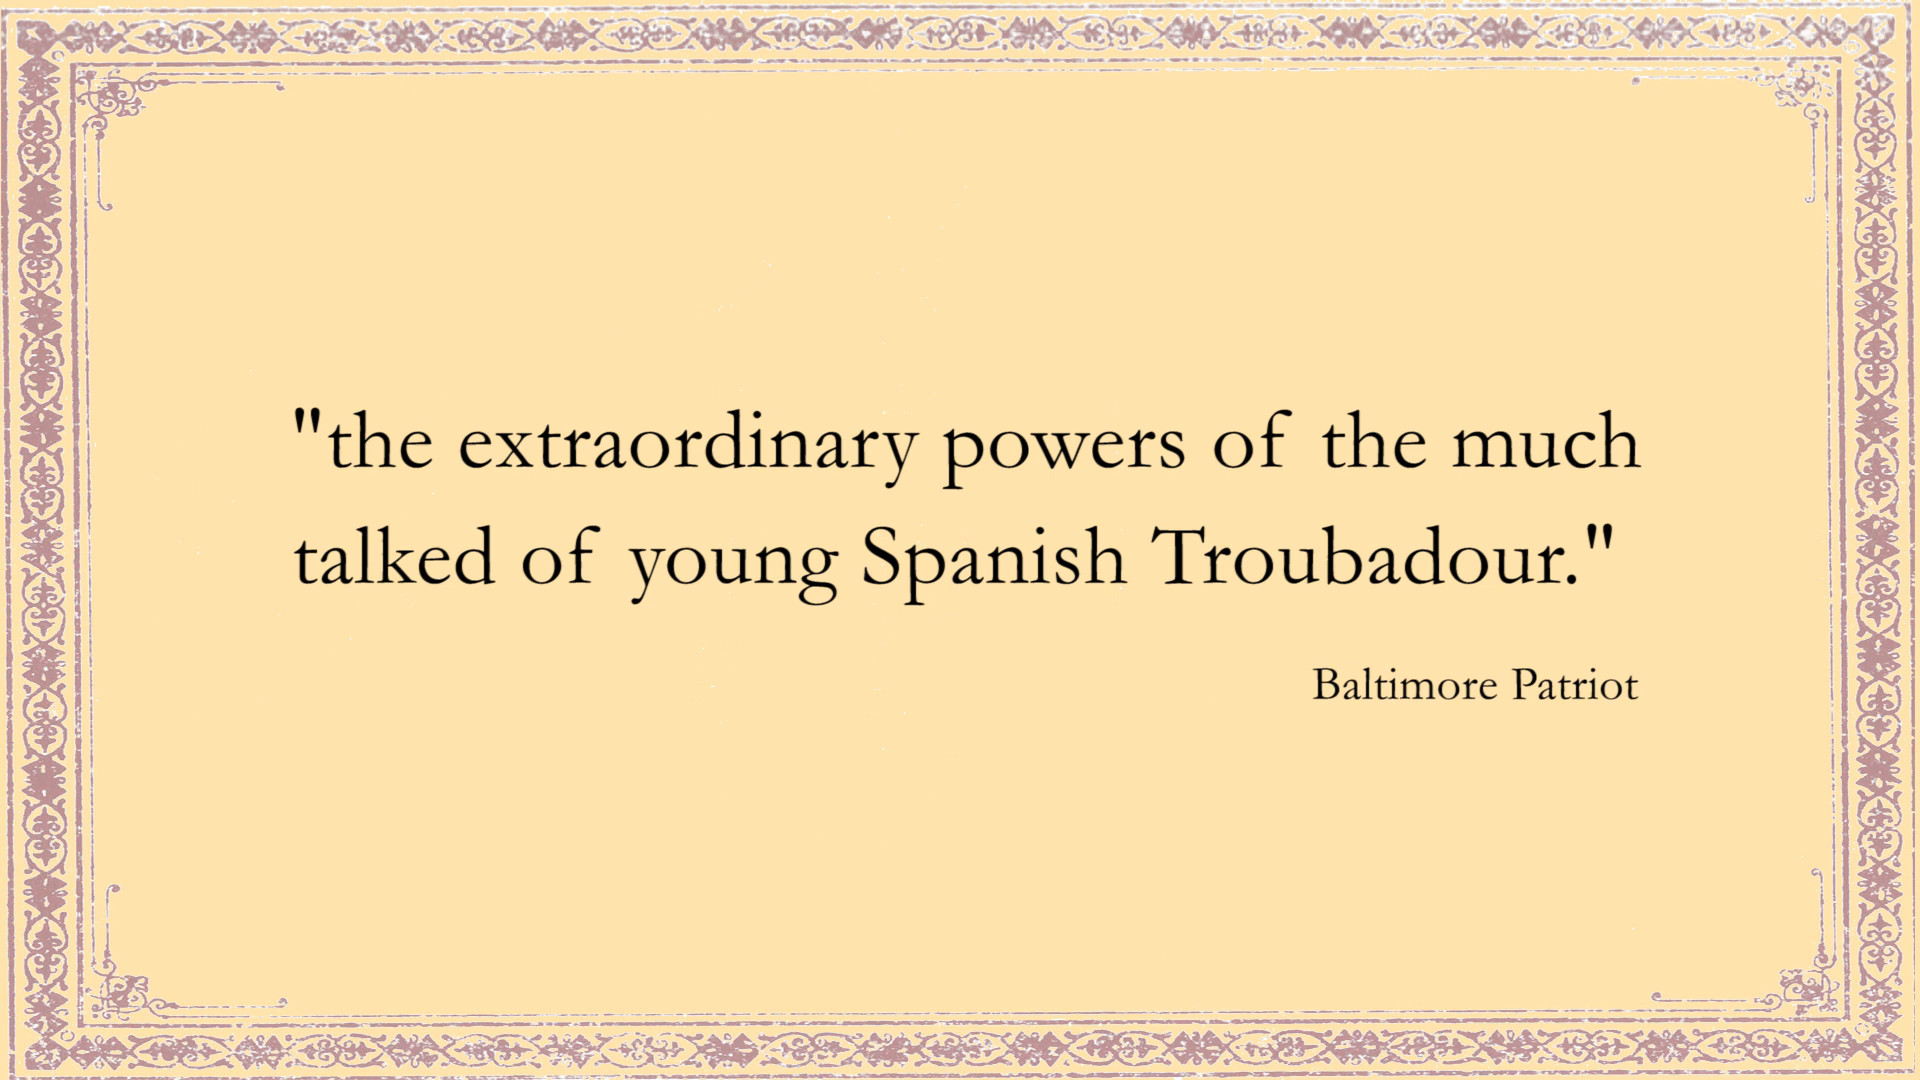 "the extraordinary powers of the much
talked of young Spanish Troubadour."
Baltimore Patriot